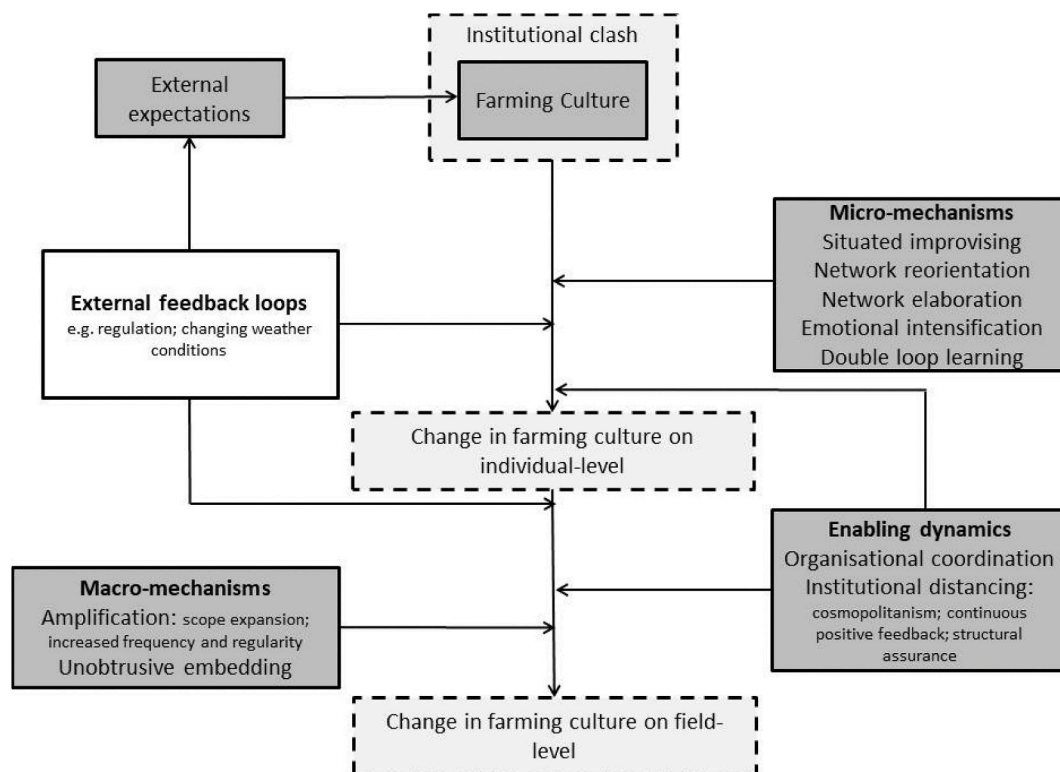 Institutional clash
Farming Culture
External
expectations
Micro-mechanisms
Situated improvising
Network reorientation
Network elaboration
Emotional intensification
Double loop learning
External feedback loops
e.g. regulation; changing weather
conditions
Change in farming culture on
individual-level
Enabling dynamics
Organisational coordination
Institutional distancing:
cosmopolitanism; continuous
positive feedback; structural
assurance
Macro-mechanisms
Amplification: scope expansion;
increased frequency and regularity
Unobtrusive embedding
Change in farming culture on field-
level